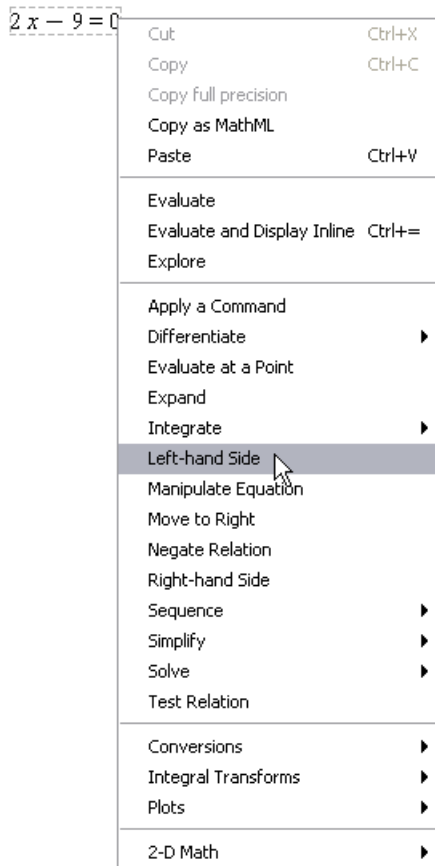 2 x − 9 = 0
Cut Ctrl+X
Copy Ctrl+C
Copy full precision
Copy as MathML
Paste Ctrl+V
Evaluate
Evaluate and Display Inline Ctrl+=
Explore
Apply a Command
Differentiate
Evaluate at a Point
Expand
Integrate
Left-hand Side
Manipulate Equation
Move to Right
Negate Relation
Right-hand Side
Sequence
Simplify
Solve
Test Relation
Conversions
Integral Transforms
Plots
2-D Math